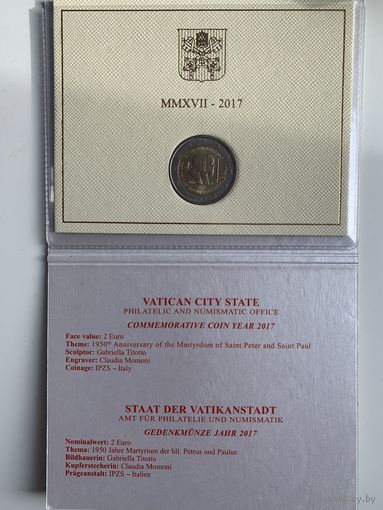 MMXVII - 2017
VATICAN CITY STATE
PHILATELIC AND NUMISMATIC OFFICE
COMMEMORATIVE COIN YEAR 2017
Face value: 2 Euro
Theme: 1950th Anniversary of the Martyrdom of Saint Peter and Saint Paul
Sculptor: Gabriella Titotto
Engraver: Claudia Momoni
Coinage: IPZS – Italy
STAAT DER VATIKANSTADT
AMT FÜR PHILATELIE UND NUMISMATIK
GEDENKMÜNZE JAHR 2017
Nominalwert: 2 Euro
Thema: 1950 Jahre Martyrium der hll. Petrus und Paulus
Bildhauerin: Gabriella Titotto
Kupferstecherin: Claudia Momoni
Prägeanstalt: IPZS – Italien
ay.by